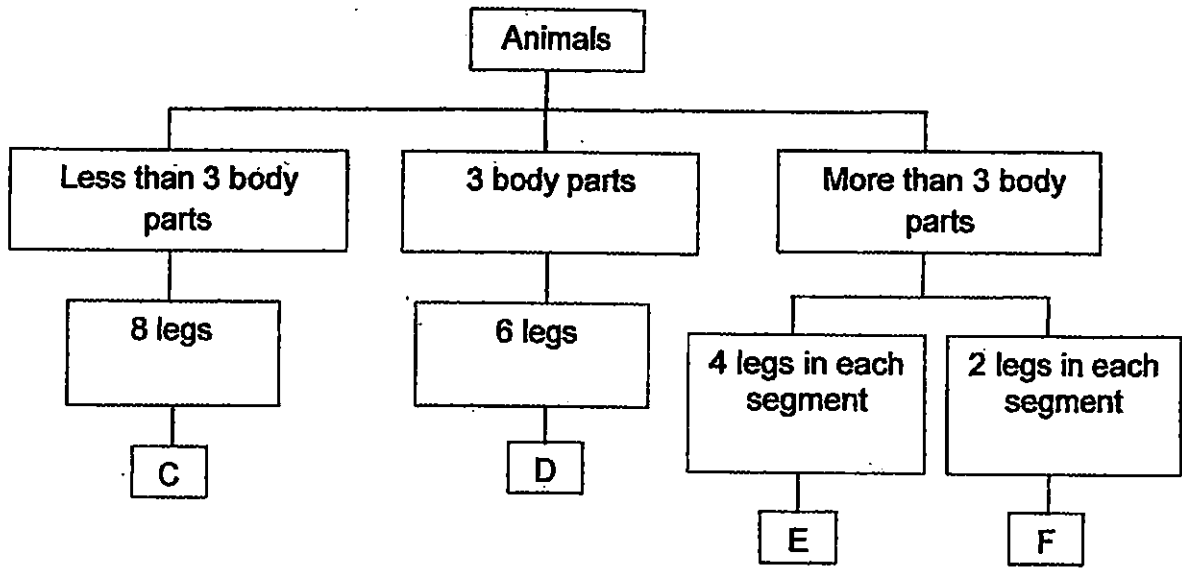 Animals
Less than 3 body
parts
3 body parts
More than 3 body
parts
8 legs
6 legs
4 legs in each
segment
2 legs in each
segment
C
D
E
F